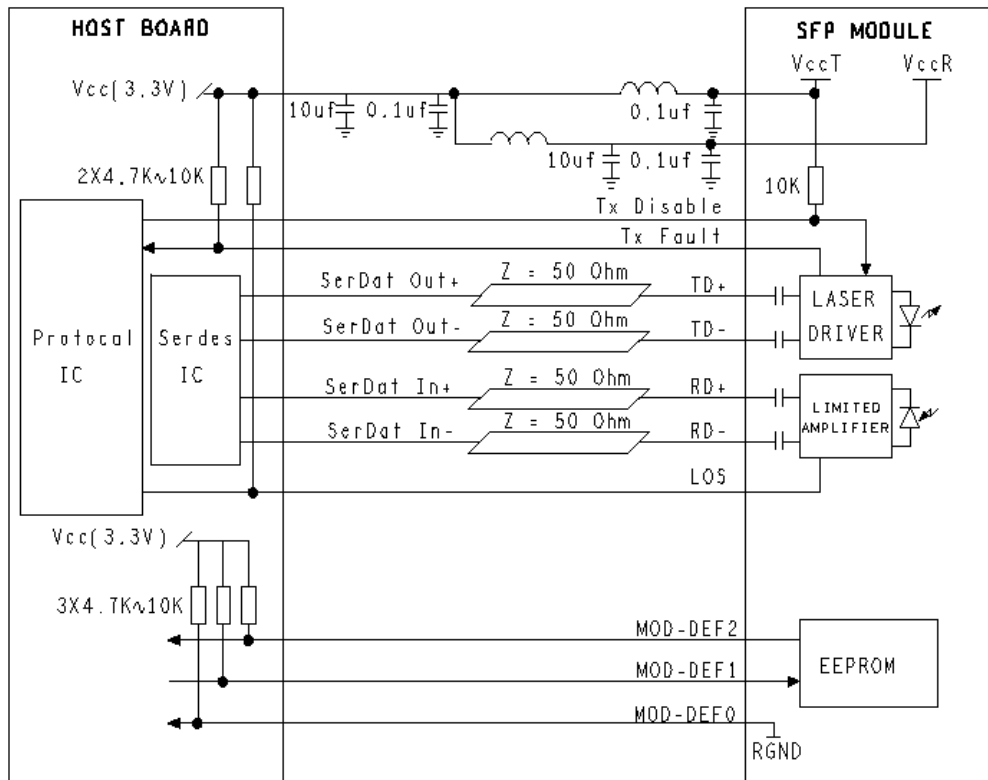 HOST BOARD
SFP MODULE
VccT
VccR
Vcc(3.3V)
10uf
0.1uf
0.1uf
10uf
0.1uf
2X4.7K~10K
10K
Tx Disable
Tx Fault
SerDat Out+
Z = 50 Ohm
TD+
LASER
DRIVER
SerDat Out-
Z = 50 Ohm
TD-
Protocal
IC
Serdes
IC
SerDat In+
Z = 50 Ohm
RD+
LIMITED
AMPLIFIER
SerDat In-
Z = 50 Ohm
RD-
LOS
Vcc(3.3V)
3X4.7K~10K
MOD-DEF2
EEPROM
MOD-DEF1
MOD-DEF0
RGND